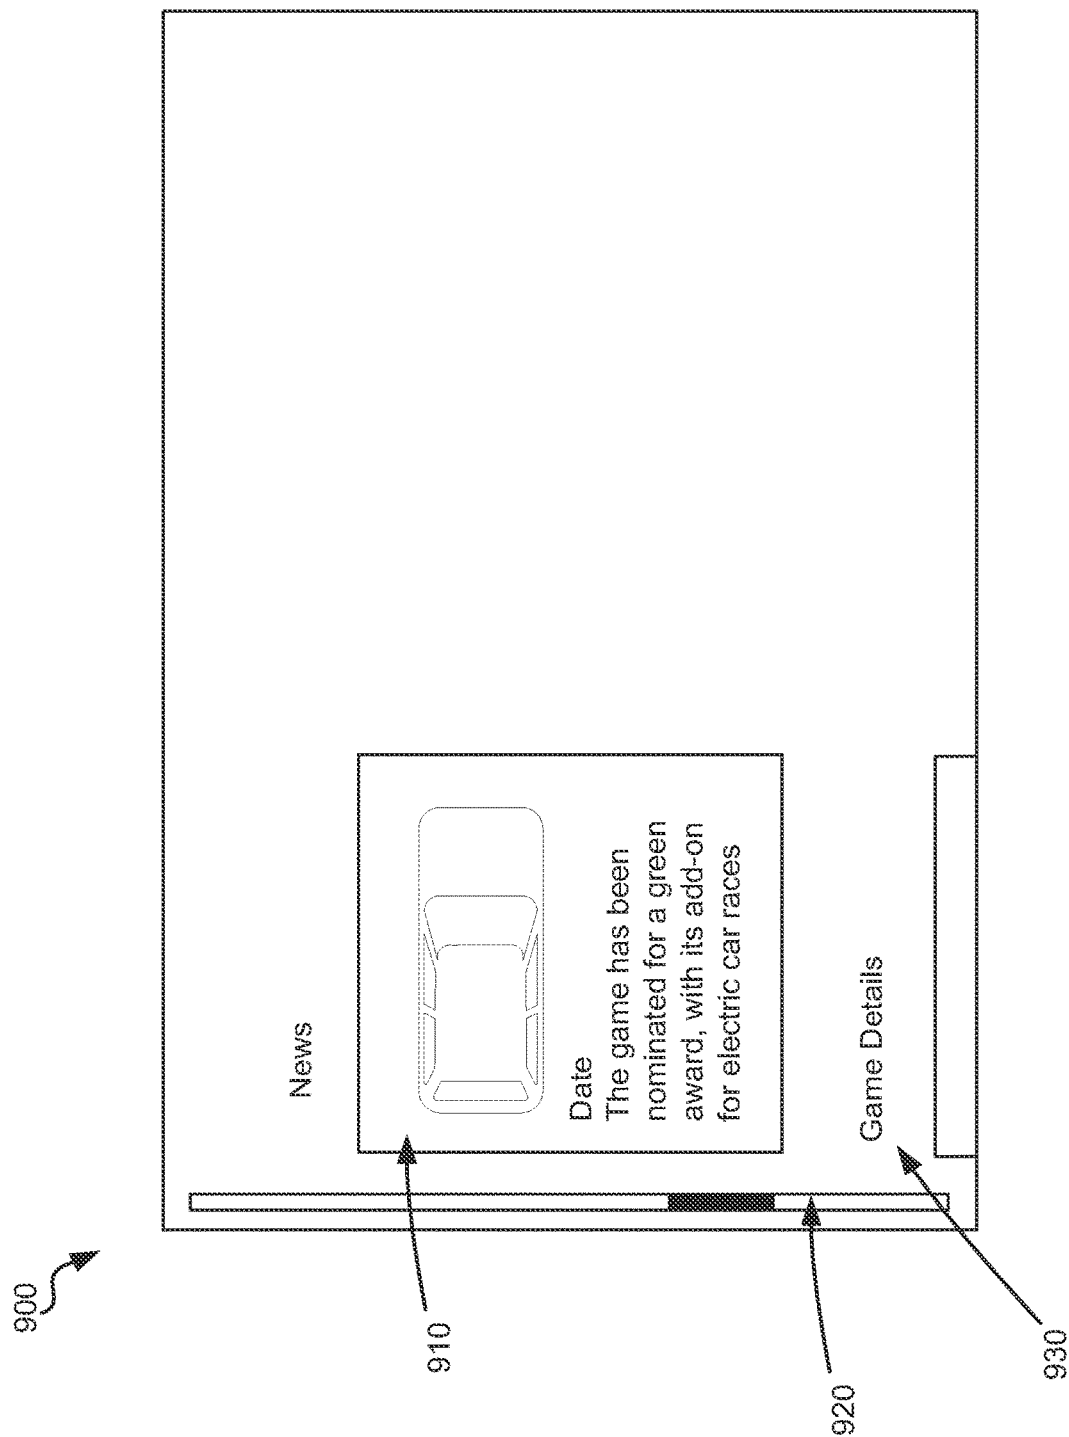 900
News
910
Date
The game has been
nominated for a green
award, with its add-on
for electric car races
920
Game Details
930